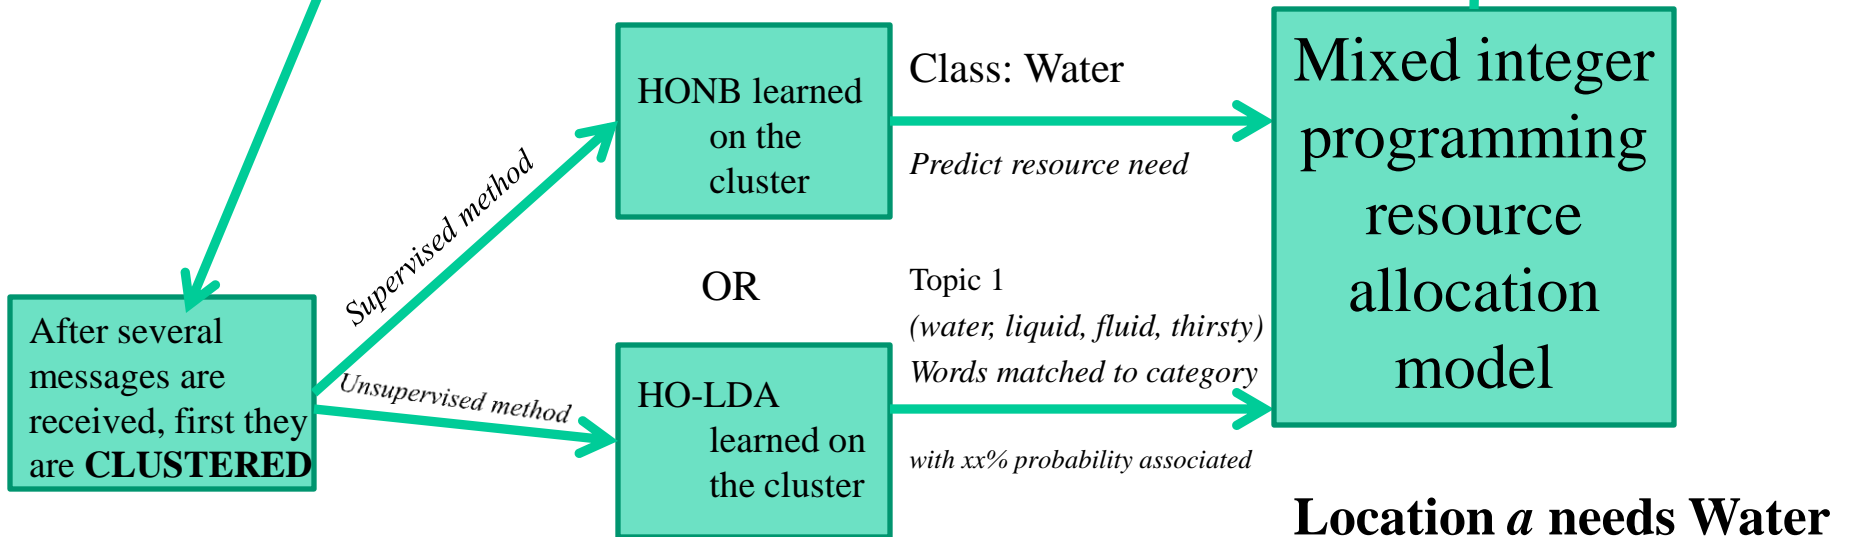 After several
messages are
received, first they
are CLUSTERED
Supervised method
Unsupervised method
HONB learned
on the
cluster
OR
HO-LDA
learned on
the cluster
Class: Water
Predict resource need
Topic 1
(water, liquid, fluid, thirsty)
Words matched to category
with xx% probability associated
Mixed integer
programming
resource
allocation
model
Location a needs Water